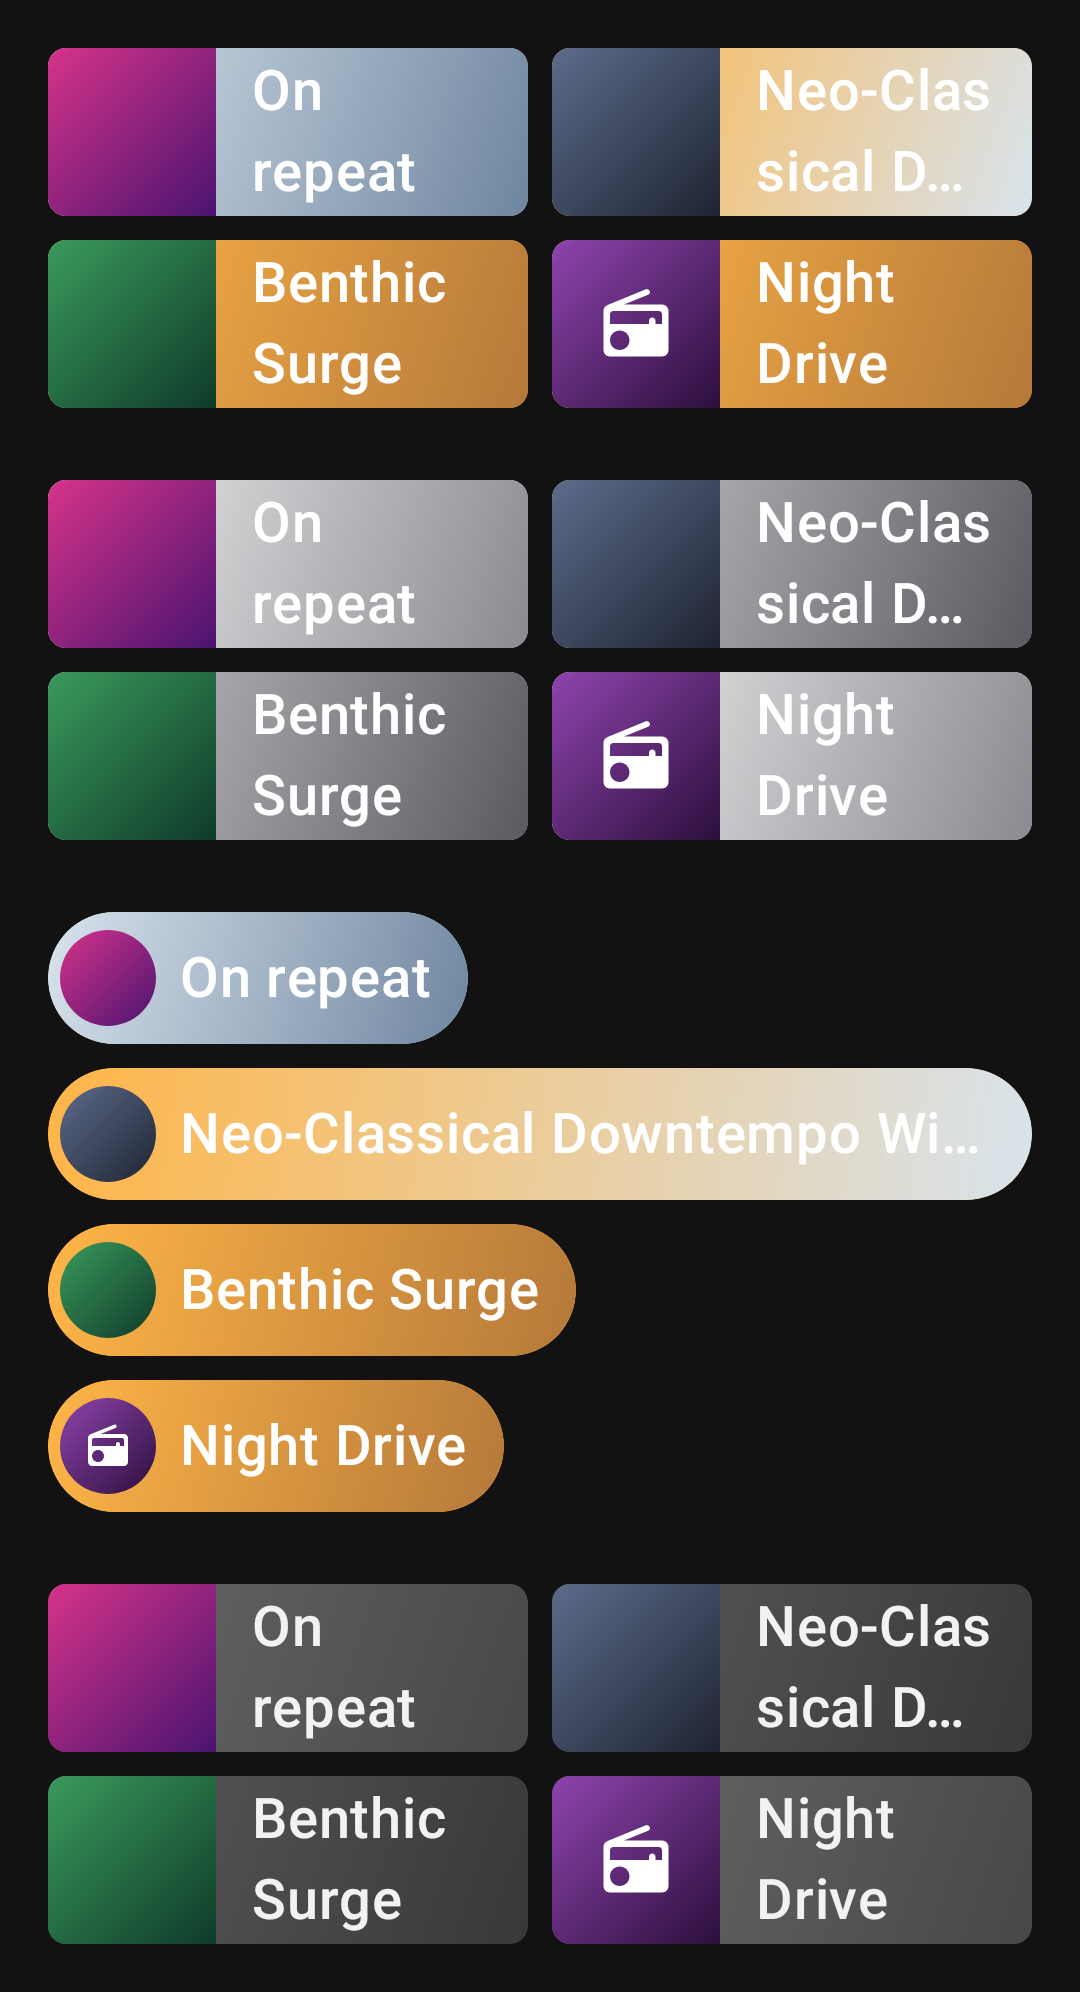 On
repeat
Neo-Clas
sical D...
Benthic
Surge
Night
Drive
On
repeat
Neo-Clas
sical D...
Benthic
Surge
Night
Drive
On repeat
Neo-Classical Downtempo Wi...
Benthic Surge
Night Drive
On
repeat
Neo-Clas
sical D...
Benthic
Surge
Night
Drive